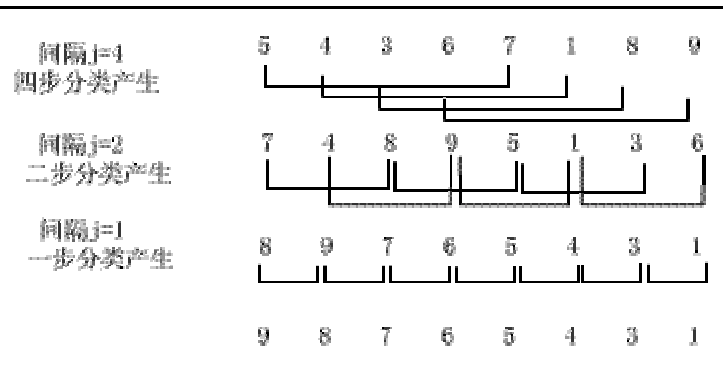 间隔j=4 5 4 3 6 7 1 8 9
四步分类产生
间隔j=2 7 4 8 9 5 1 3 6
二步分类产生
间隔j=1 8 9 7 6 5 4 3 1
一步分类产生
9 8 7 6 5 4 3 1